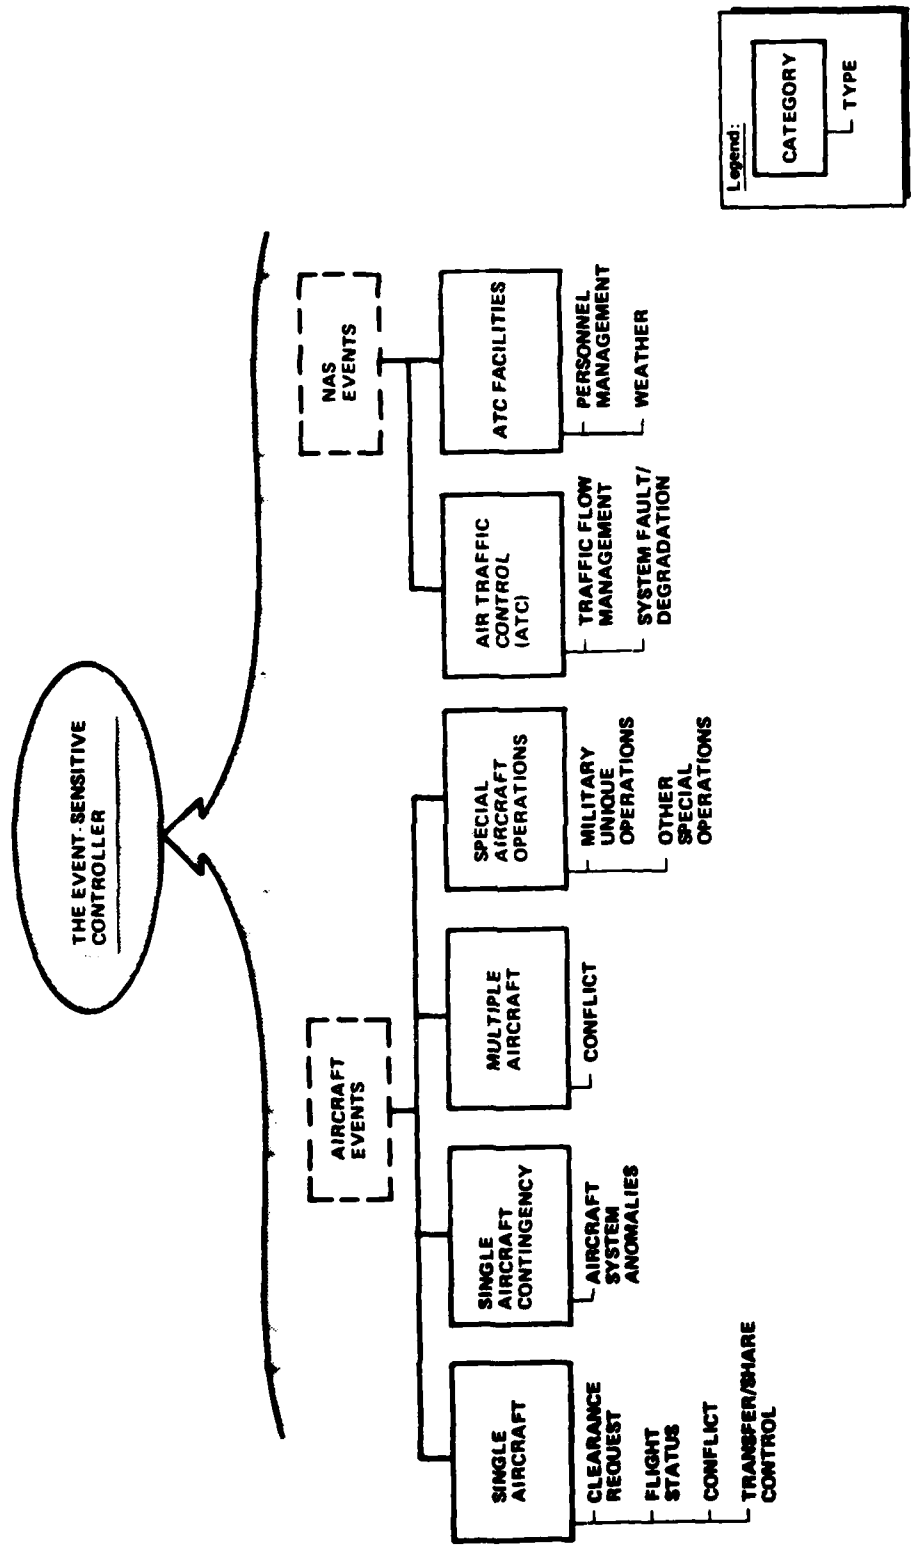 THE EVENT-SENSITIVE
CONTROLLER
AIRCRAFT
EVENTS
SINGLE
AIRCRAFT
CLEARANCE
REQUEST
FLIGHT
STATUS
CONFLICT
TRANSFER/SHARE
CONTROL
SINGLE
AIRCRAFT
CONTINGENCY
AIRCRAFT
SYSTEM
ANOMALIES
MULTIPLE
AIRCRAFT
CONFLICT
SPECIAL
AIRCRAFT
OPERATIONS
MILITARY
UNIQUE
OPERATIONS
OTHER
SPECIAL
OPERATIONS
NAS
EVENTS
AIR TRAFFIC
CONTROL
(ATC)
TRAFFIC FLOW
MANAGEMENT
SYSTEM FAULT/
DEGRADATION
ATC FACILITIES
PERSONNEL
MANAGEMENT
WEATHER
Legend:
CATEGORY
TYPE